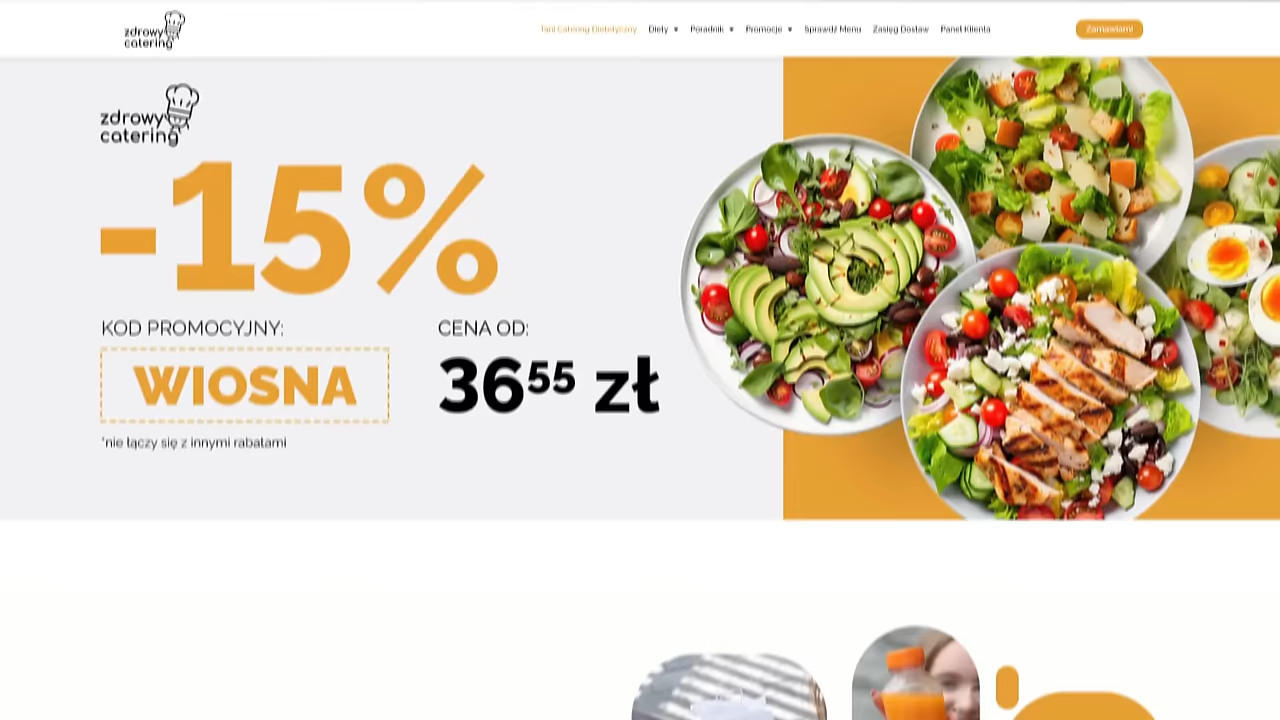 zdrowy
catering
Tani Catering Dietetyczny Diety Poradnik Promocje Sprawdź Menu Zasięg Dostaw Panel Klienta Zamawiam!
zdrowy
catering
-15%
KOD PROMOCYJNY:
WIOSNA
*nie łączy się z innymi rabatami
CENA OD:
36⁵⁵ zł